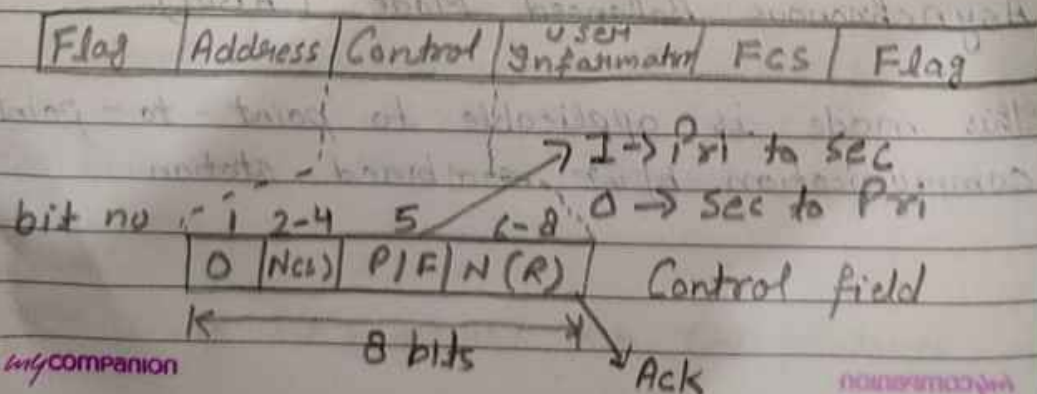 Flag Address Control User Information FCS Flag
1 → Pri to sec
0 → Sec to Pri
bit no 1 2-4 5 6-8
0 N(s) P/F N(R) Control field
8 bits
Ack
mycompanion